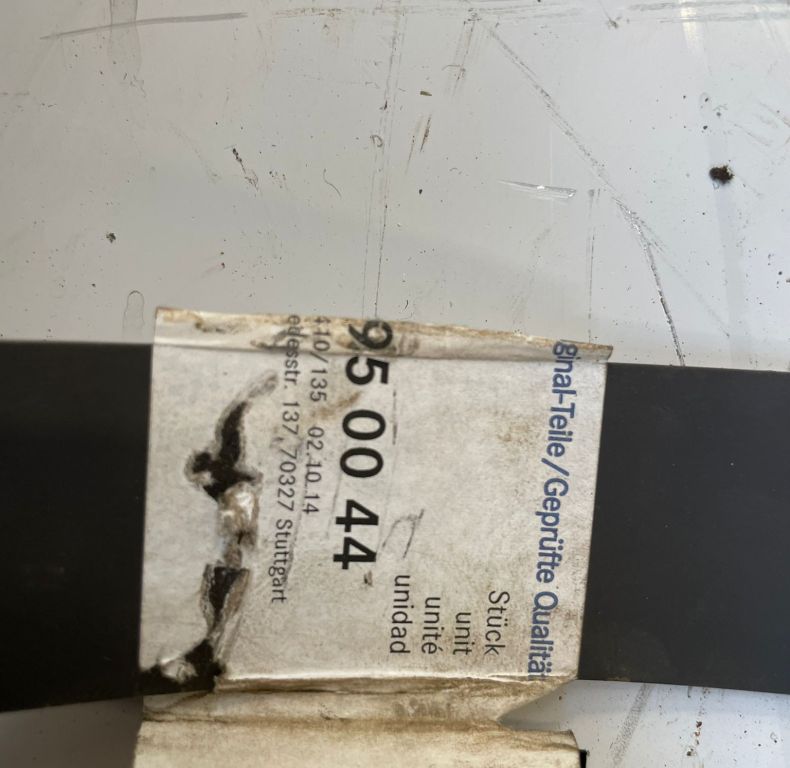 ginal-Teile/Geprüfte Qualität
Stück
unit
unité
unidad
95 00 44
410/135 02.10.14
edesstr. 137, 70327 Stuttgart